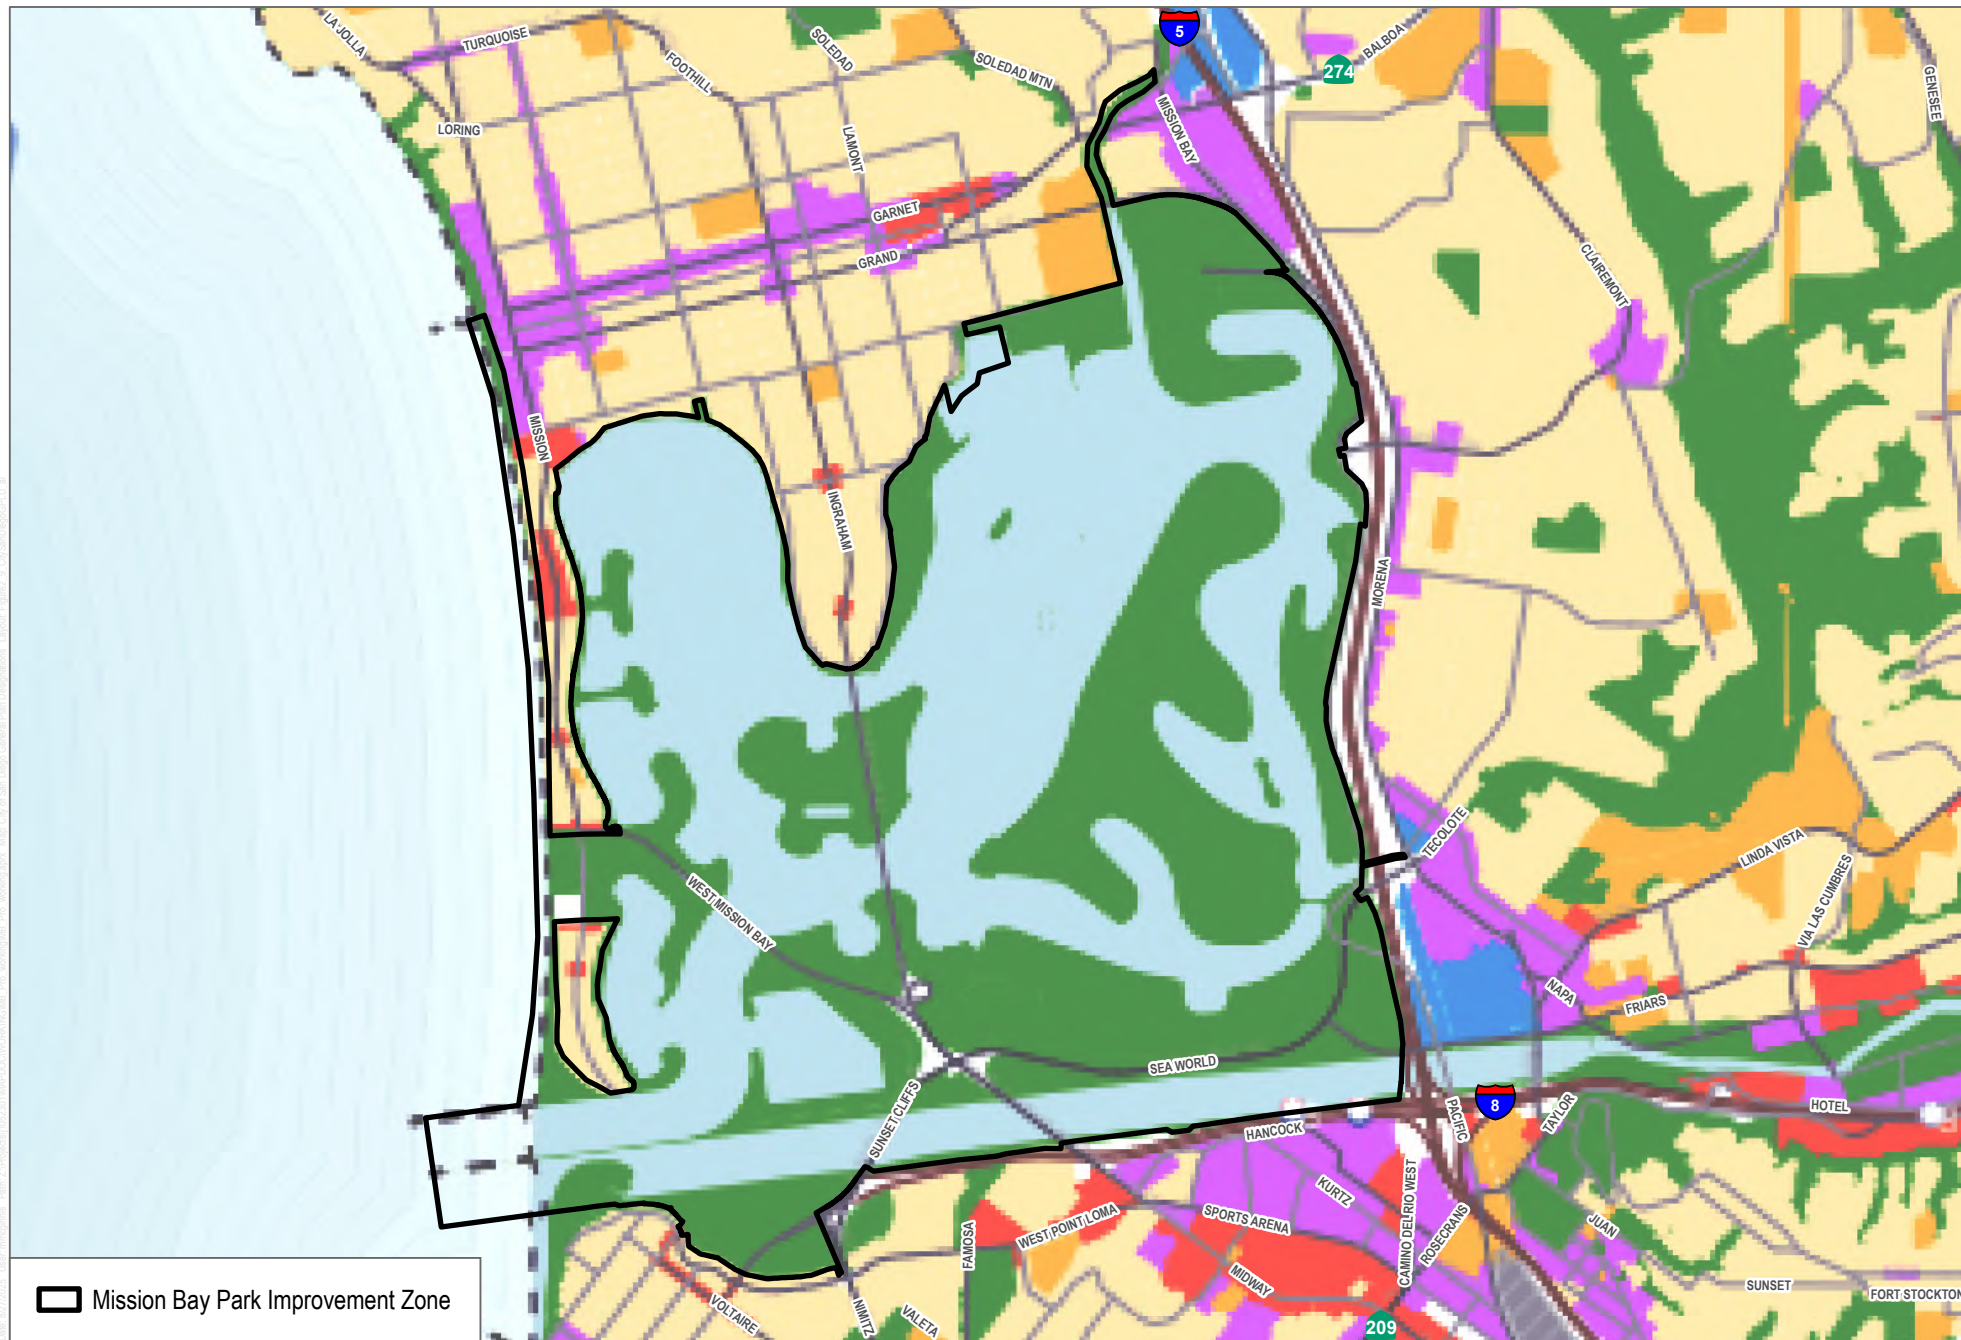 LA JOLLA
TURQUOISE
FOOTHILL
SOLEDAD
SOLEDAD MTN
5
274
BALBOA
GENESEE
LORING
LAMONT
MISSION BAY
GARNET
GRAND
CLAIREMONT
MISSION
INGRAHAM
MORENA
TECOLOTE
LINDA VISTA
VIA LAS CUMBRES
WEST MISSION BAY
NAPA
FRIARS
SEA WORLD
SUNSET CLIFFS
HANCOCK
PACIFIC
8
TAYLOR
HOTEL
KURTZ
CAMINO DEL RIO WEST
ROSECRANS
JUAN
FAMOSA
WEST POINT LOMA
SPORTS ARENA
MIDWAY
SUNSET
FORT STOCKTON
VOLTAIRE
NIMITZ
VALETA
209
Mission Bay Park Improvement Zone